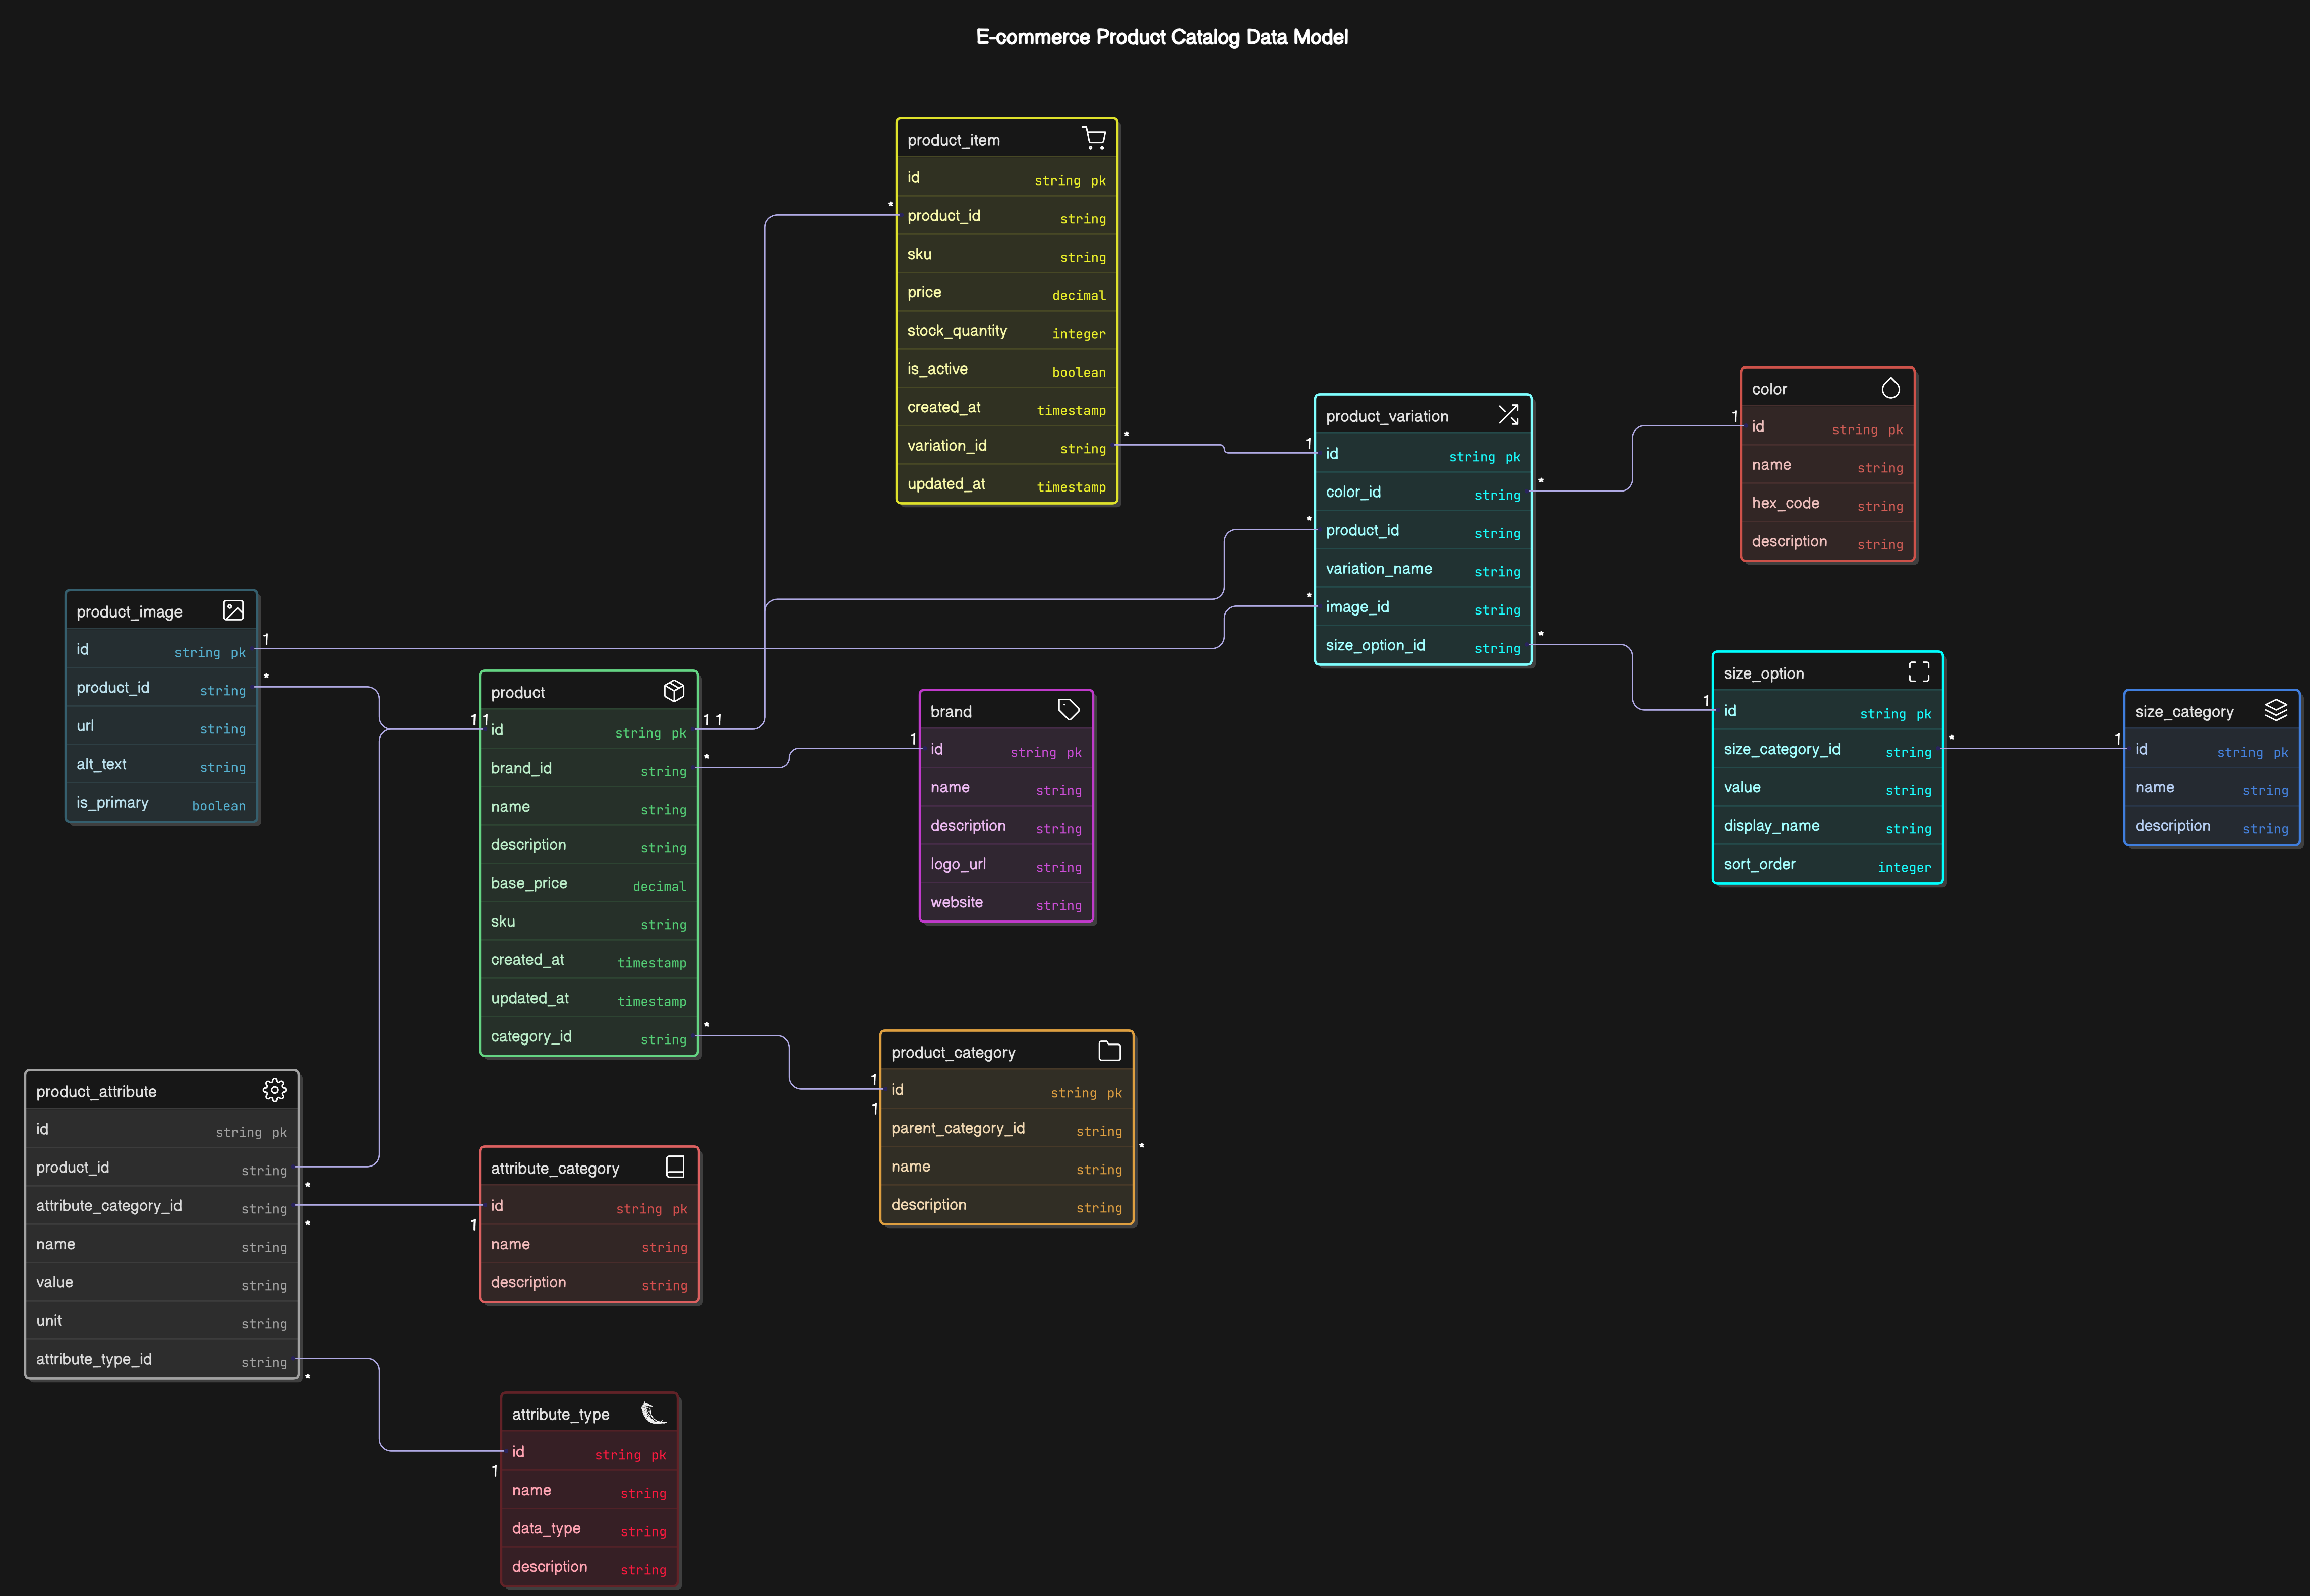 E-commerce Product Catalog Data Model
product_item
id string pk
* product_id string
sku string
price decimal
stock_quantity integer
is_active boolean
created_at timestamp
variation_id string *
updated_at timestamp
product_variation
1 id string pk
color_id string *
* product_id string
variation_name string
* image_id string
size_option_id string *
color
1 id string pk
name string
hex_code string
description string
product_image
id string pk 1
product_id string *
url string
alt_text string
is_primary boolean
product
1 1 id string pk 1 1
brand_id string *
name string
description string
base_price decimal
sku string
created_at timestamp
updated_at timestamp
category_id string *
brand
1 id string pk
name string
description string
logo_url string
website string
size_option
1 id string pk
size_category_id string *
value string
display_name string
sort_order integer
size_category
1 id string pk
name string
description string
product_category
1 id string pk
1
parent_category_id string
*
name string
description string
product_attribute
id string pk
product_id string
*
attribute_category_id string
*
name string
value string
unit string
attribute_type_id string
*
attribute_category
id string pk
1
name string
description string
attribute_type
id string pk
1
name string
data_type string
description string